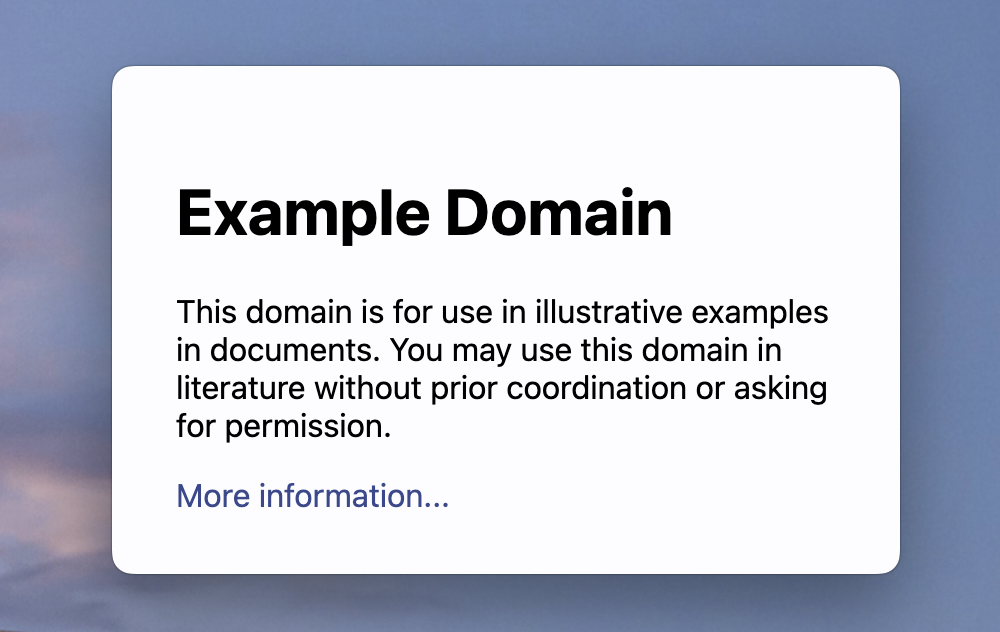 Example Domain
This domain is for use in illustrative examples
in documents. You may use this domain in
literature without prior coordination or asking
for permission.
More information...